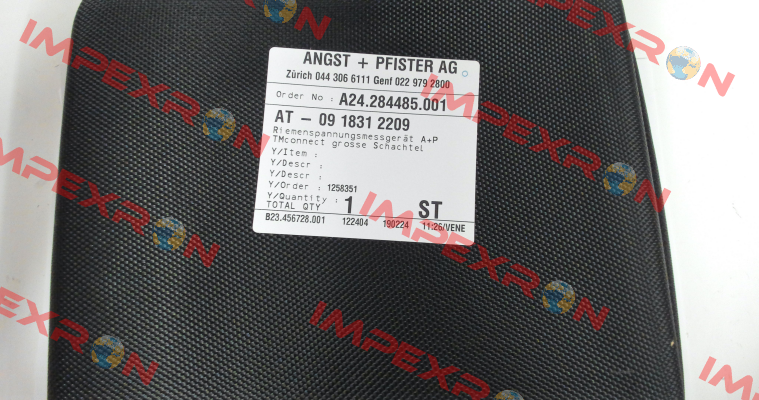 ANGST + PFISTER AG
Zürich 044 306 6111 Genf 022 979 2800
Order No : A24.284485.001
AT - 09 1831 2209
Riemenspannungsmessgerät A+P
TMconnect grosse Schachtel
Y/Item :
Y/Descr :
Y/Descr :
Y/Order : 1258351
Y/Quantity : 1 ST
TOTAL QTY
B23.456728.001 122404 190224 11:26/VENE
IMPEXRON
IMPEXRON
IMPEXRON
IMPEXRON
IMPEXRON
IMPEXRON
IMPEXRON
IMPEXRON